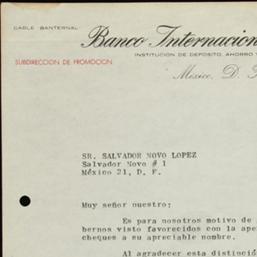 CABLE BANTERNAL
Banco Internacion
INSTITUCION DE DEPOSITO, AHORRO
SUBDIRECCION DE PROMOCION
México, D.
SR. SALVADOR NOVO LOPEZ
Salvador Novo # 1
México 21, D. F.
Muy señor nuestro;
Es para nosotros motivo de
bernos visto favorecidos con la ape
cheques a su apreciable nombre.
Al agradecer esta distinció